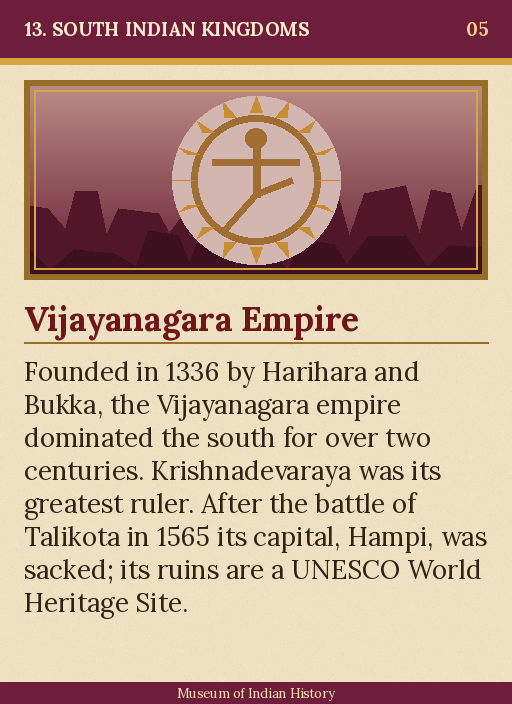 13. SOUTH INDIAN KINGDOMS
05
Vijayanagara Empire
Founded in 1336 by Harihara and
Bukka, the Vijayanagara empire
dominated the south for over two
centuries. Krishnadevaraya was its
greatest ruler. After the battle of
Talikota in 1565 its capital, Hampi, was
sacked; its ruins are a UNESCO World
Heritage Site.
Museum of Indian History